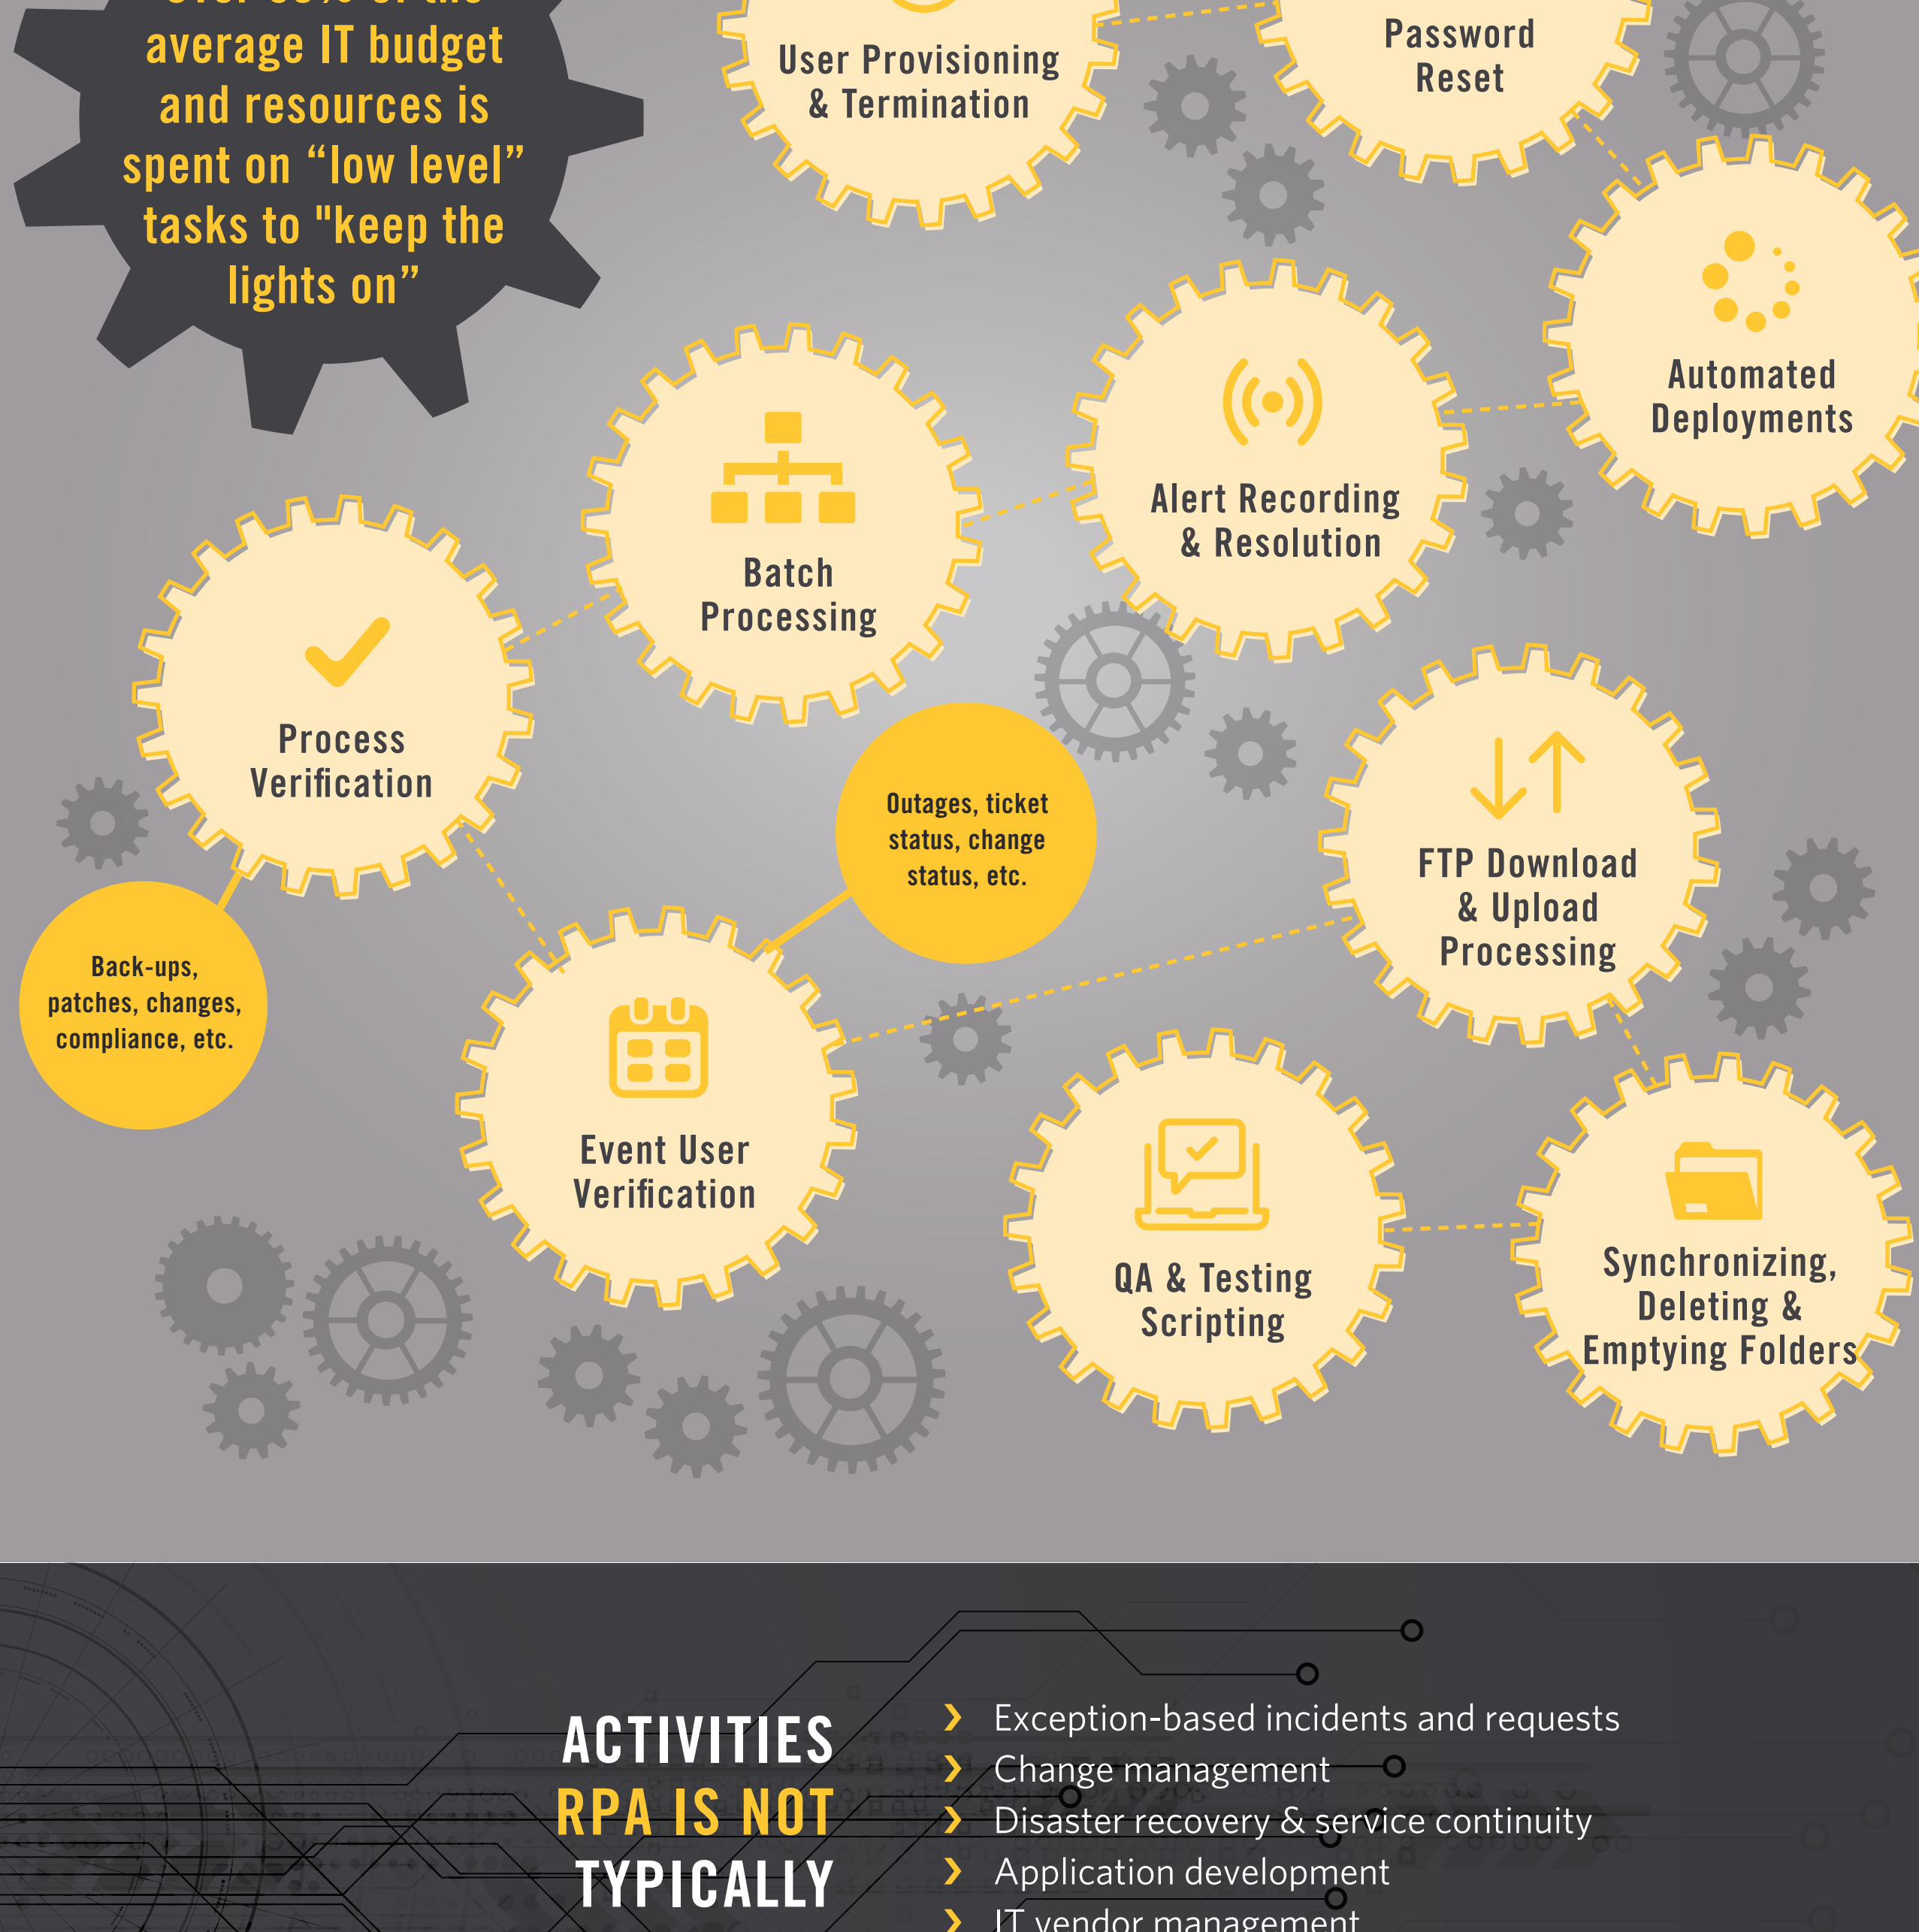 of the
average IT budget
and resources is
spent on “low level”
tasks to "keep the
lights on”
User Provisioning
& Termination
Password
Reset
Automated
Deployments
Alert Recording
& Resolution
Batch
Processing
Process
Verification
Outages, ticket
status, change
status, etc.
FTP Download
& Upload
Processing
Back-ups,
patches, changes,
compliance, etc.
Event User
Verification
QA & Testing
Scripting
Synchronizing,
Deleting &
Emptying Folders
ACTIVITIES
RPA IS NOT
TYPICALLY
› Exception-based incidents and requests
› Change management
› Disaster recovery & service continuity
› Application development
› IT vendor management